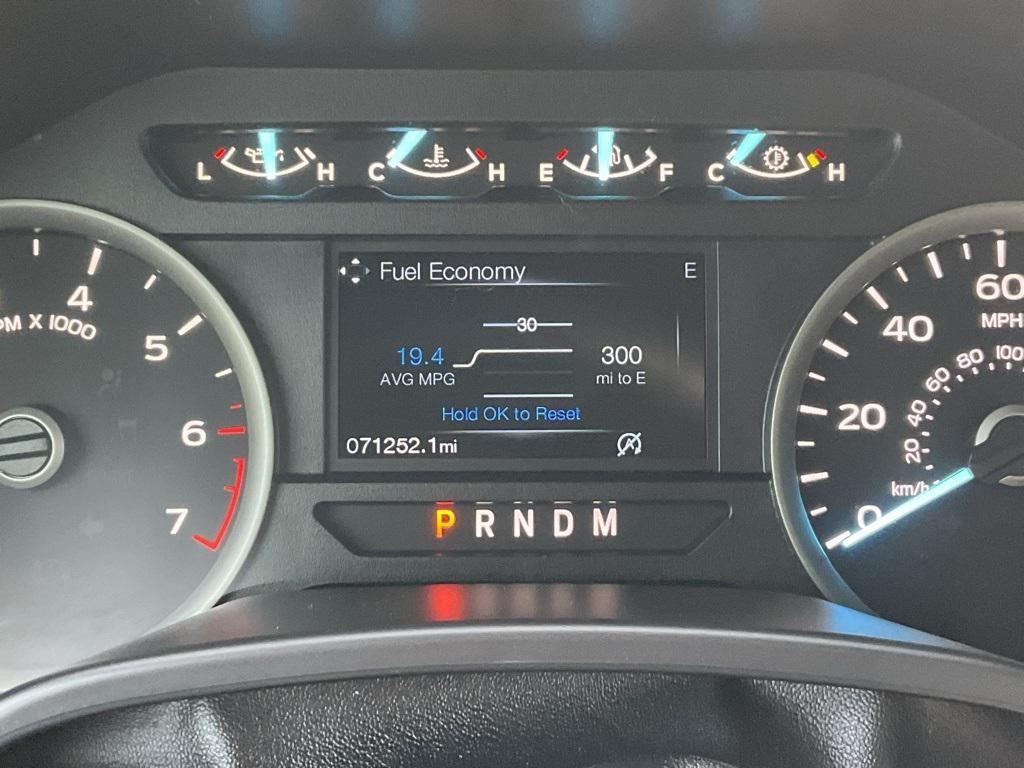 L H C H E F C H
Fuel Economy E
30
19.4 300
AVG MPG mi to E
Hold OK to Reset
071252.1mi
P R N D M
4
X 1000
5
6
7
60
MPH
40
20
0
100
80
60
40
20
km/h